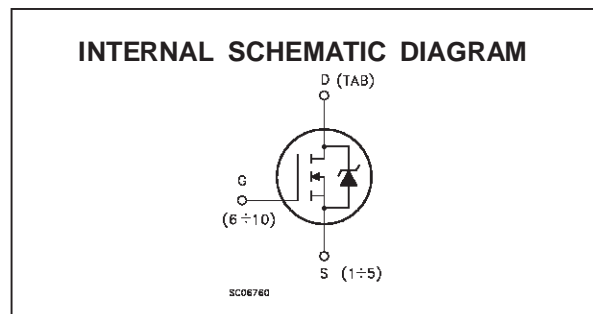 INTERNAL SCHEMATIC DIAGRAM
D (TAB)
G
(6÷10)
S (1÷5)
SC06760